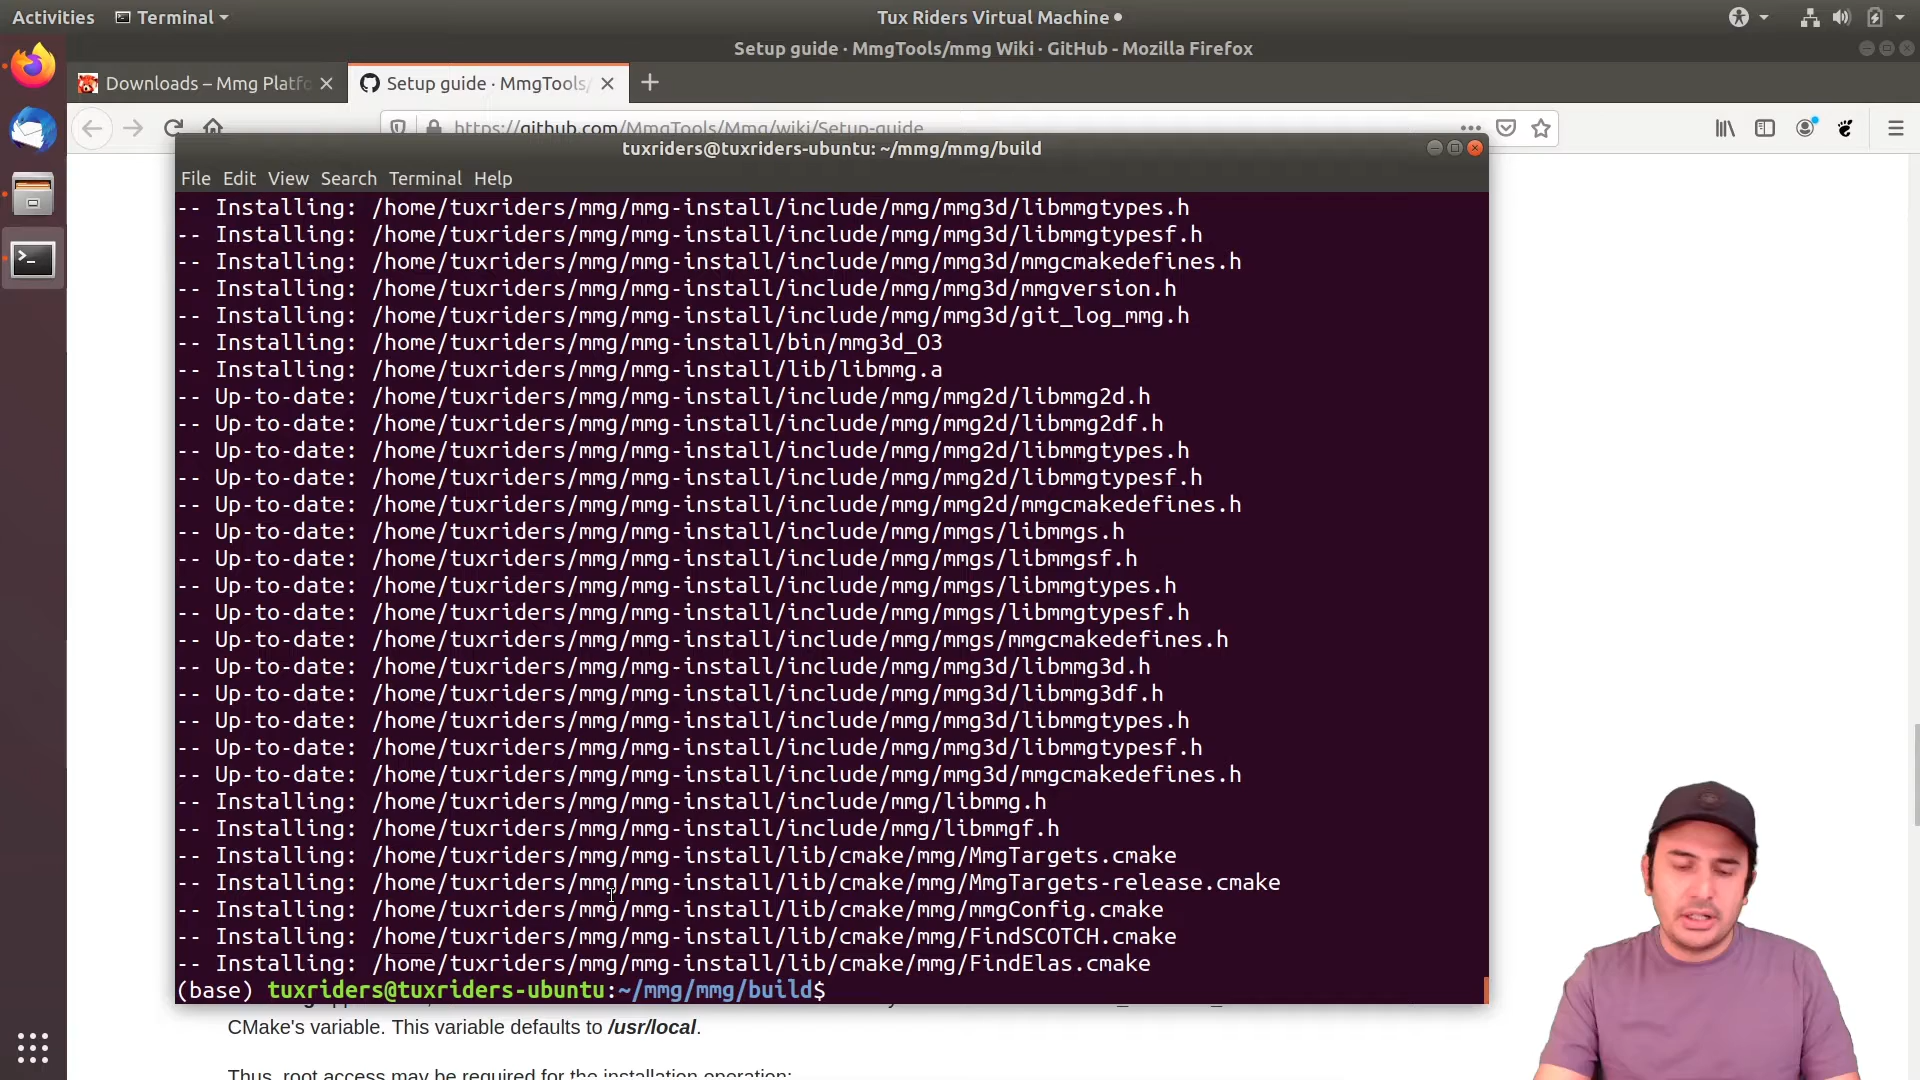 Activities
Terminal
Tux Riders Virtual Machine
Setup guide · MmgTools/mmg Wiki · GitHub - Mozilla Firefox
Downloads – Mmg Platfo
Setup guide · MmgTools/
https://github.com/MmgTools/Mmg/wiki/Setup-guide
tuxriders@tuxriders-ubuntu: ~/mmg/mmg/build
File Edit View Search Terminal Help
-- Installing: /home/tuxriders/mmg/mmg-install/include/mmg/mmg3d/libmmgtypes.h
-- Installing: /home/tuxriders/mmg/mmg-install/include/mmg/mmg3d/libmmgtypesf.h
-- Installing: /home/tuxriders/mmg/mmg-install/include/mmg/mmg3d/mmgcmakedefines.h
-- Installing: /home/tuxriders/mmg/mmg-install/include/mmg/mmg3d/mmgversion.h
-- Installing: /home/tuxriders/mmg/mmg-install/include/mmg/mmg3d/git_log_mmg.h
-- Installing: /home/tuxriders/mmg/mmg-install/bin/mmg3d_O3
-- Installing: /home/tuxriders/mmg/mmg-install/lib/libmmg.a
-- Up-to-date: /home/tuxriders/mmg/mmg-install/include/mmg/mmg2d/libmmg2d.h
-- Up-to-date: /home/tuxriders/mmg/mmg-install/include/mmg/mmg2d/libmmg2df.h
-- Up-to-date: /home/tuxriders/mmg/mmg-install/include/mmg/mmg2d/libmmgtypes.h
-- Up-to-date: /home/tuxriders/mmg/mmg-install/include/mmg/mmg2d/libmmgtypesf.h
-- Up-to-date: /home/tuxriders/mmg/mmg-install/include/mmg/mmg2d/mmgcmakedefines.h
-- Up-to-date: /home/tuxriders/mmg/mmg-install/include/mmg/mmgs/libmmgs.h
-- Up-to-date: /home/tuxriders/mmg/mmg-install/include/mmg/mmgs/libmmgsf.h
-- Up-to-date: /home/tuxriders/mmg/mmg-install/include/mmg/mmgs/libmmgtypes.h
-- Up-to-date: /home/tuxriders/mmg/mmg-install/include/mmg/mmgs/libmmgtypesf.h
-- Up-to-date: /home/tuxriders/mmg/mmg-install/include/mmg/mmgs/mmgcmakedefines.h
-- Up-to-date: /home/tuxriders/mmg/mmg-install/include/mmg/mmg3d/libmmg3d.h
-- Up-to-date: /home/tuxriders/mmg/mmg-install/include/mmg/mmg3d/libmmg3df.h
-- Up-to-date: /home/tuxriders/mmg/mmg-install/include/mmg/mmg3d/libmmgtypes.h
-- Up-to-date: /home/tuxriders/mmg/mmg-install/include/mmg/mmg3d/libmmgtypesf.h
-- Up-to-date: /home/tuxriders/mmg/mmg-install/include/mmg/mmg3d/mmgcmakedefines.h
-- Installing: /home/tuxriders/mmg/mmg-install/include/mmg/libmmg.h
-- Installing: /home/tuxriders/mmg/mmg-install/include/mmg/libmmgf.h
-- Installing: /home/tuxriders/mmg/mmg-install/lib/cmake/mmg/MmgTargets.cmake
-- Installing: /home/tuxriders/mmg/mmg-install/lib/cmake/mmg/MmgTargets-release.cmake
-- Installing: /home/tuxriders/mmg/mmg-install/lib/cmake/mmg/mmgConfig.cmake
-- Installing: /home/tuxriders/mmg/mmg-install/lib/cmake/mmg/FindSCOTCH.cmake
-- Installing: /home/tuxriders/mmg/mmg-install/lib/cmake/mmg/FindElas.cmake
(base) tuxriders@tuxriders-ubuntu:~/mmg/mmg/build$
CMake's variable. This variable defaults to /usr/local.
Thus, root access may be required for the installation operation: